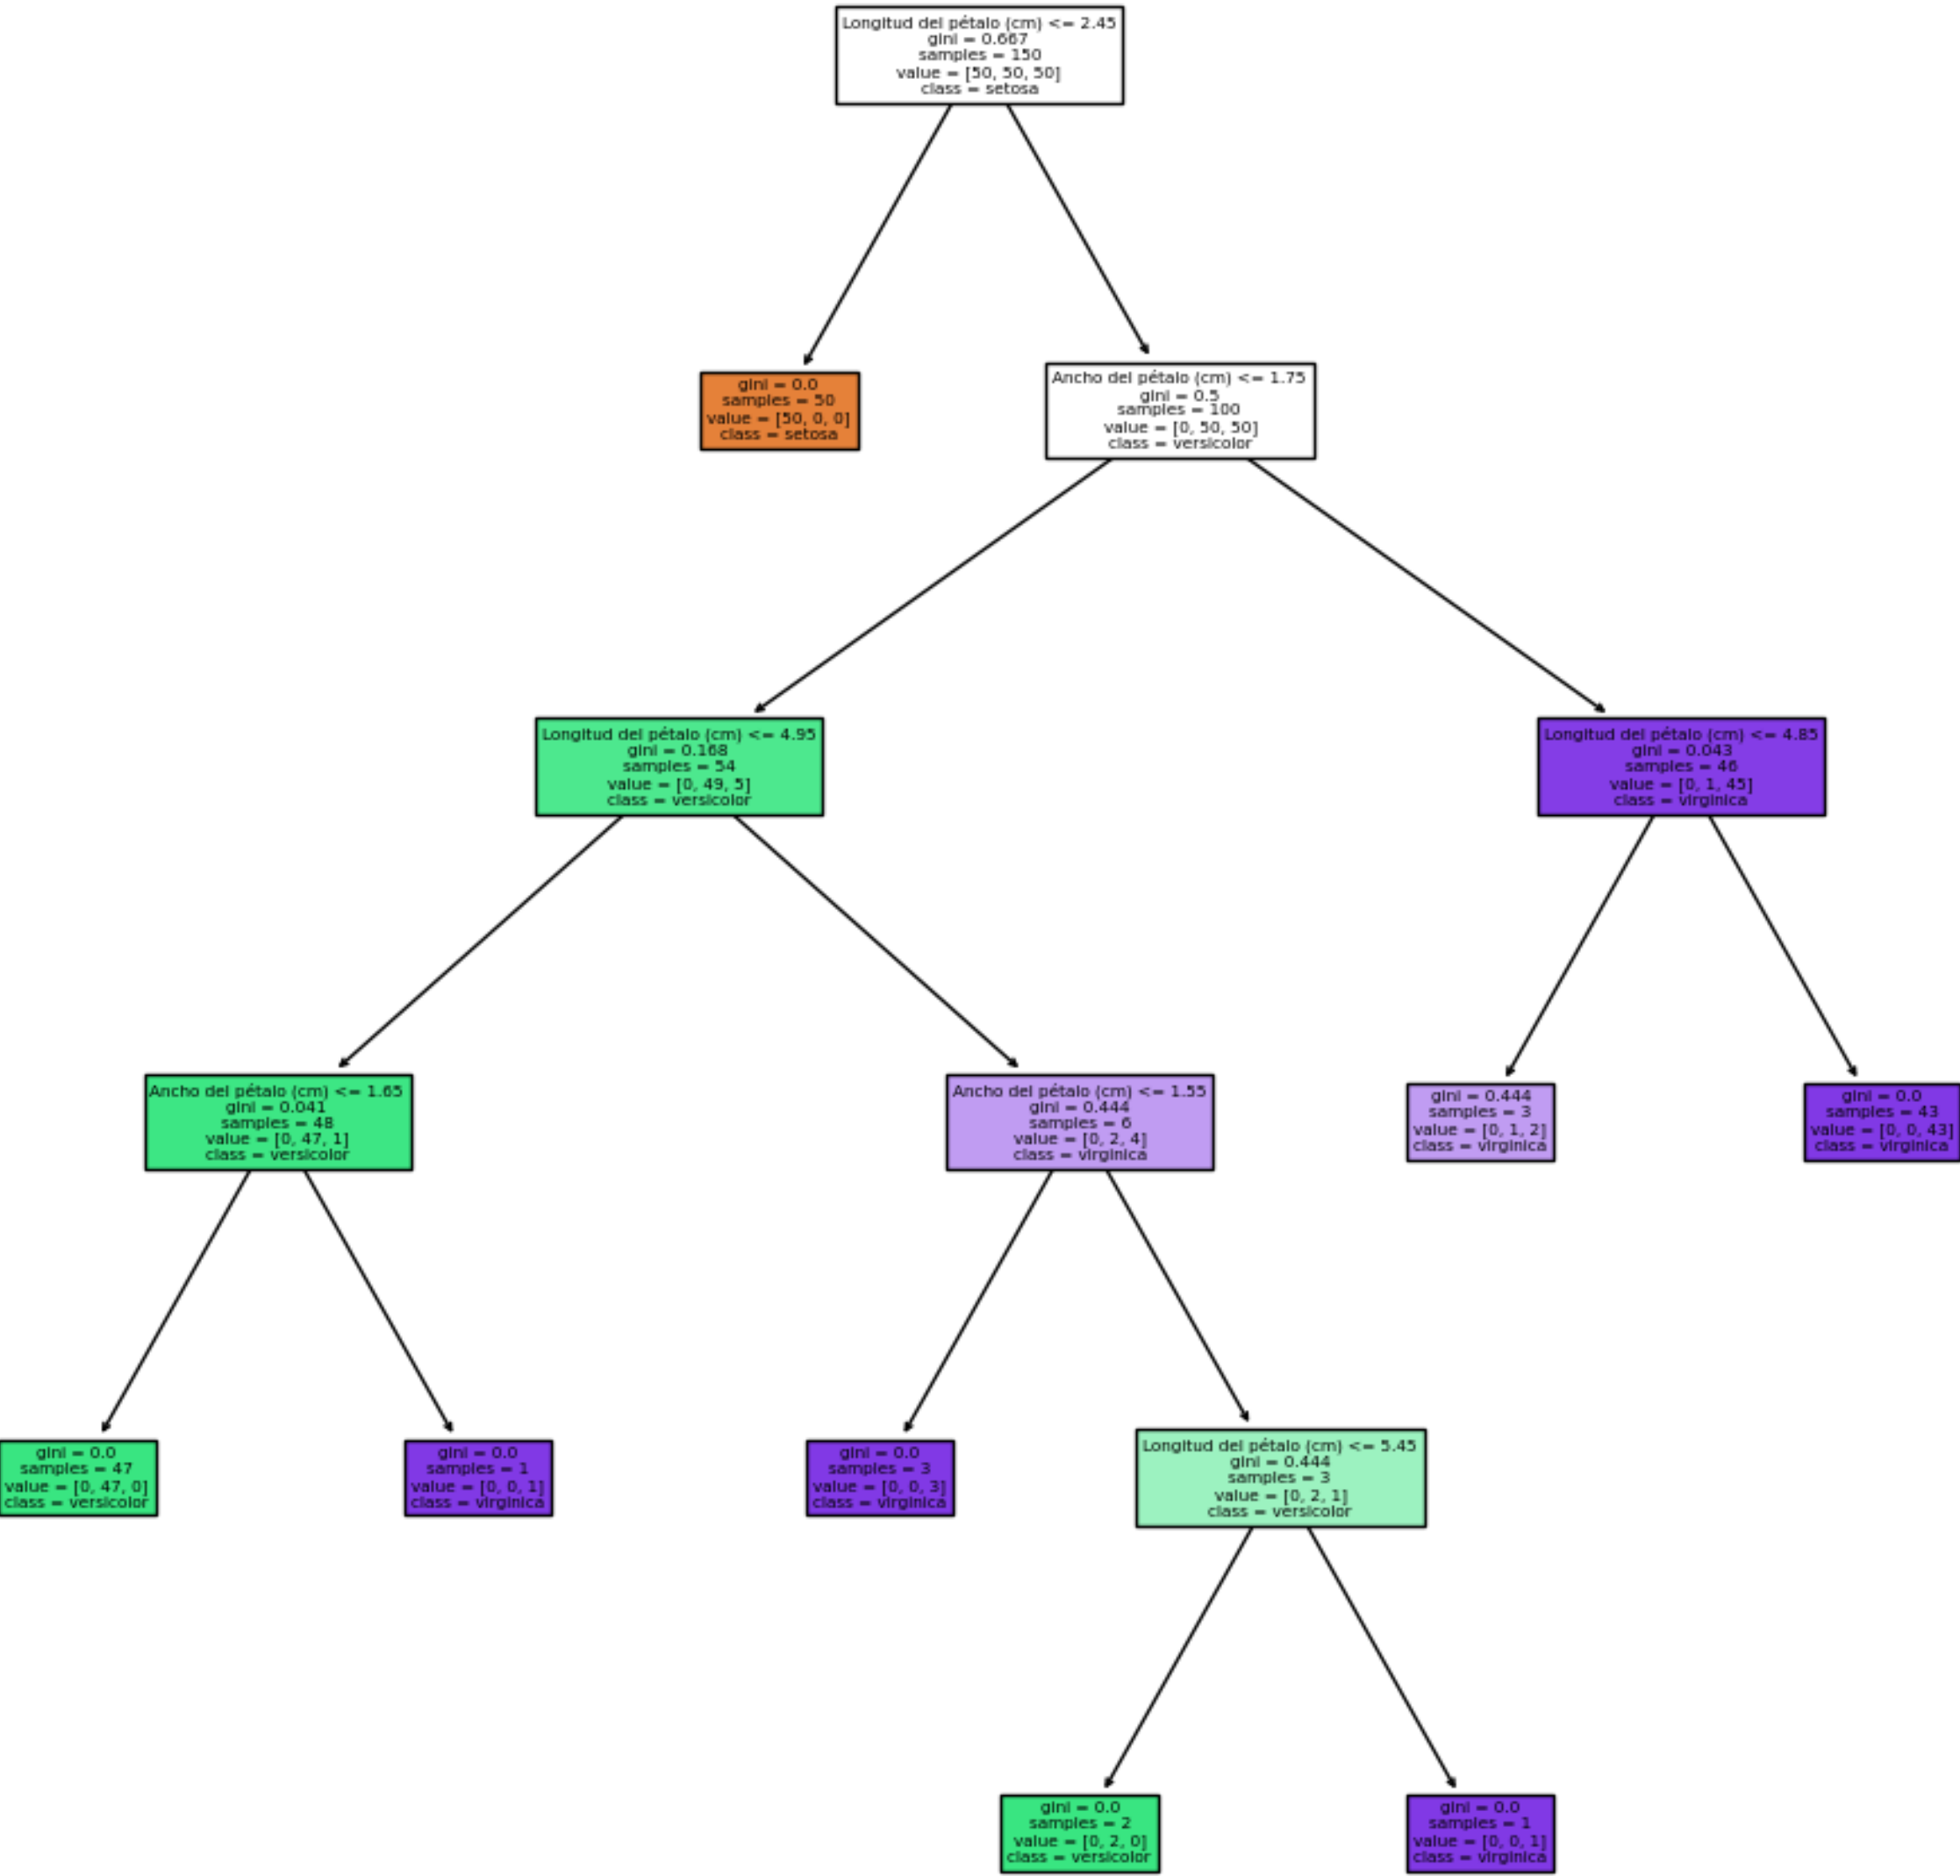 Longitud del pétalo (cm) <= 2.45
gini = 0.667
samples = 150
value = [50, 50, 50]
class = setosa
gini = 0.0
samples = 50
value = [50, 0, 0]
class = setosa
Ancho del pétalo (cm) <= 1.75
gini = 0.5
samples = 100
value = [0, 50, 50]
class = versicolor
Longitud del pétalo (cm) <= 4.95
gini = 0.168
samples = 54
value = [0, 49, 5]
class = versicolor
Longitud del pétalo (cm) <= 4.85
gini = 0.043
samples = 46
value = [0, 1, 45]
class = virginica
Ancho del pétalo (cm) <= 1.65
gini = 0.041
samples = 48
value = [0, 47, 1]
class = versicolor
Ancho del pétalo (cm) <= 1.55
gini = 0.444
samples = 6
value = [0, 2, 4]
class = virginica
gini = 0.444
samples = 3
value = [0, 1, 2]
class = virginica
gini = 0.0
samples = 43
value = [0, 0, 43]
class = virginica
gini = 0.0
samples = 47
value = [0, 47, 0]
class = versicolor
gini = 0.0
samples = 1
value = [0, 0, 1]
class = virginica
gini = 0.0
samples = 3
value = [0, 0, 3]
class = virginica
Longitud del pétalo (cm) <= 5.45
gini = 0.444
samples = 3
value = [0, 2, 1]
class = versicolor
gini = 0.0
samples = 2
value = [0, 2, 0]
class = versicolor
gini = 0.0
samples = 1
value = [0, 0, 1]
class = virginica